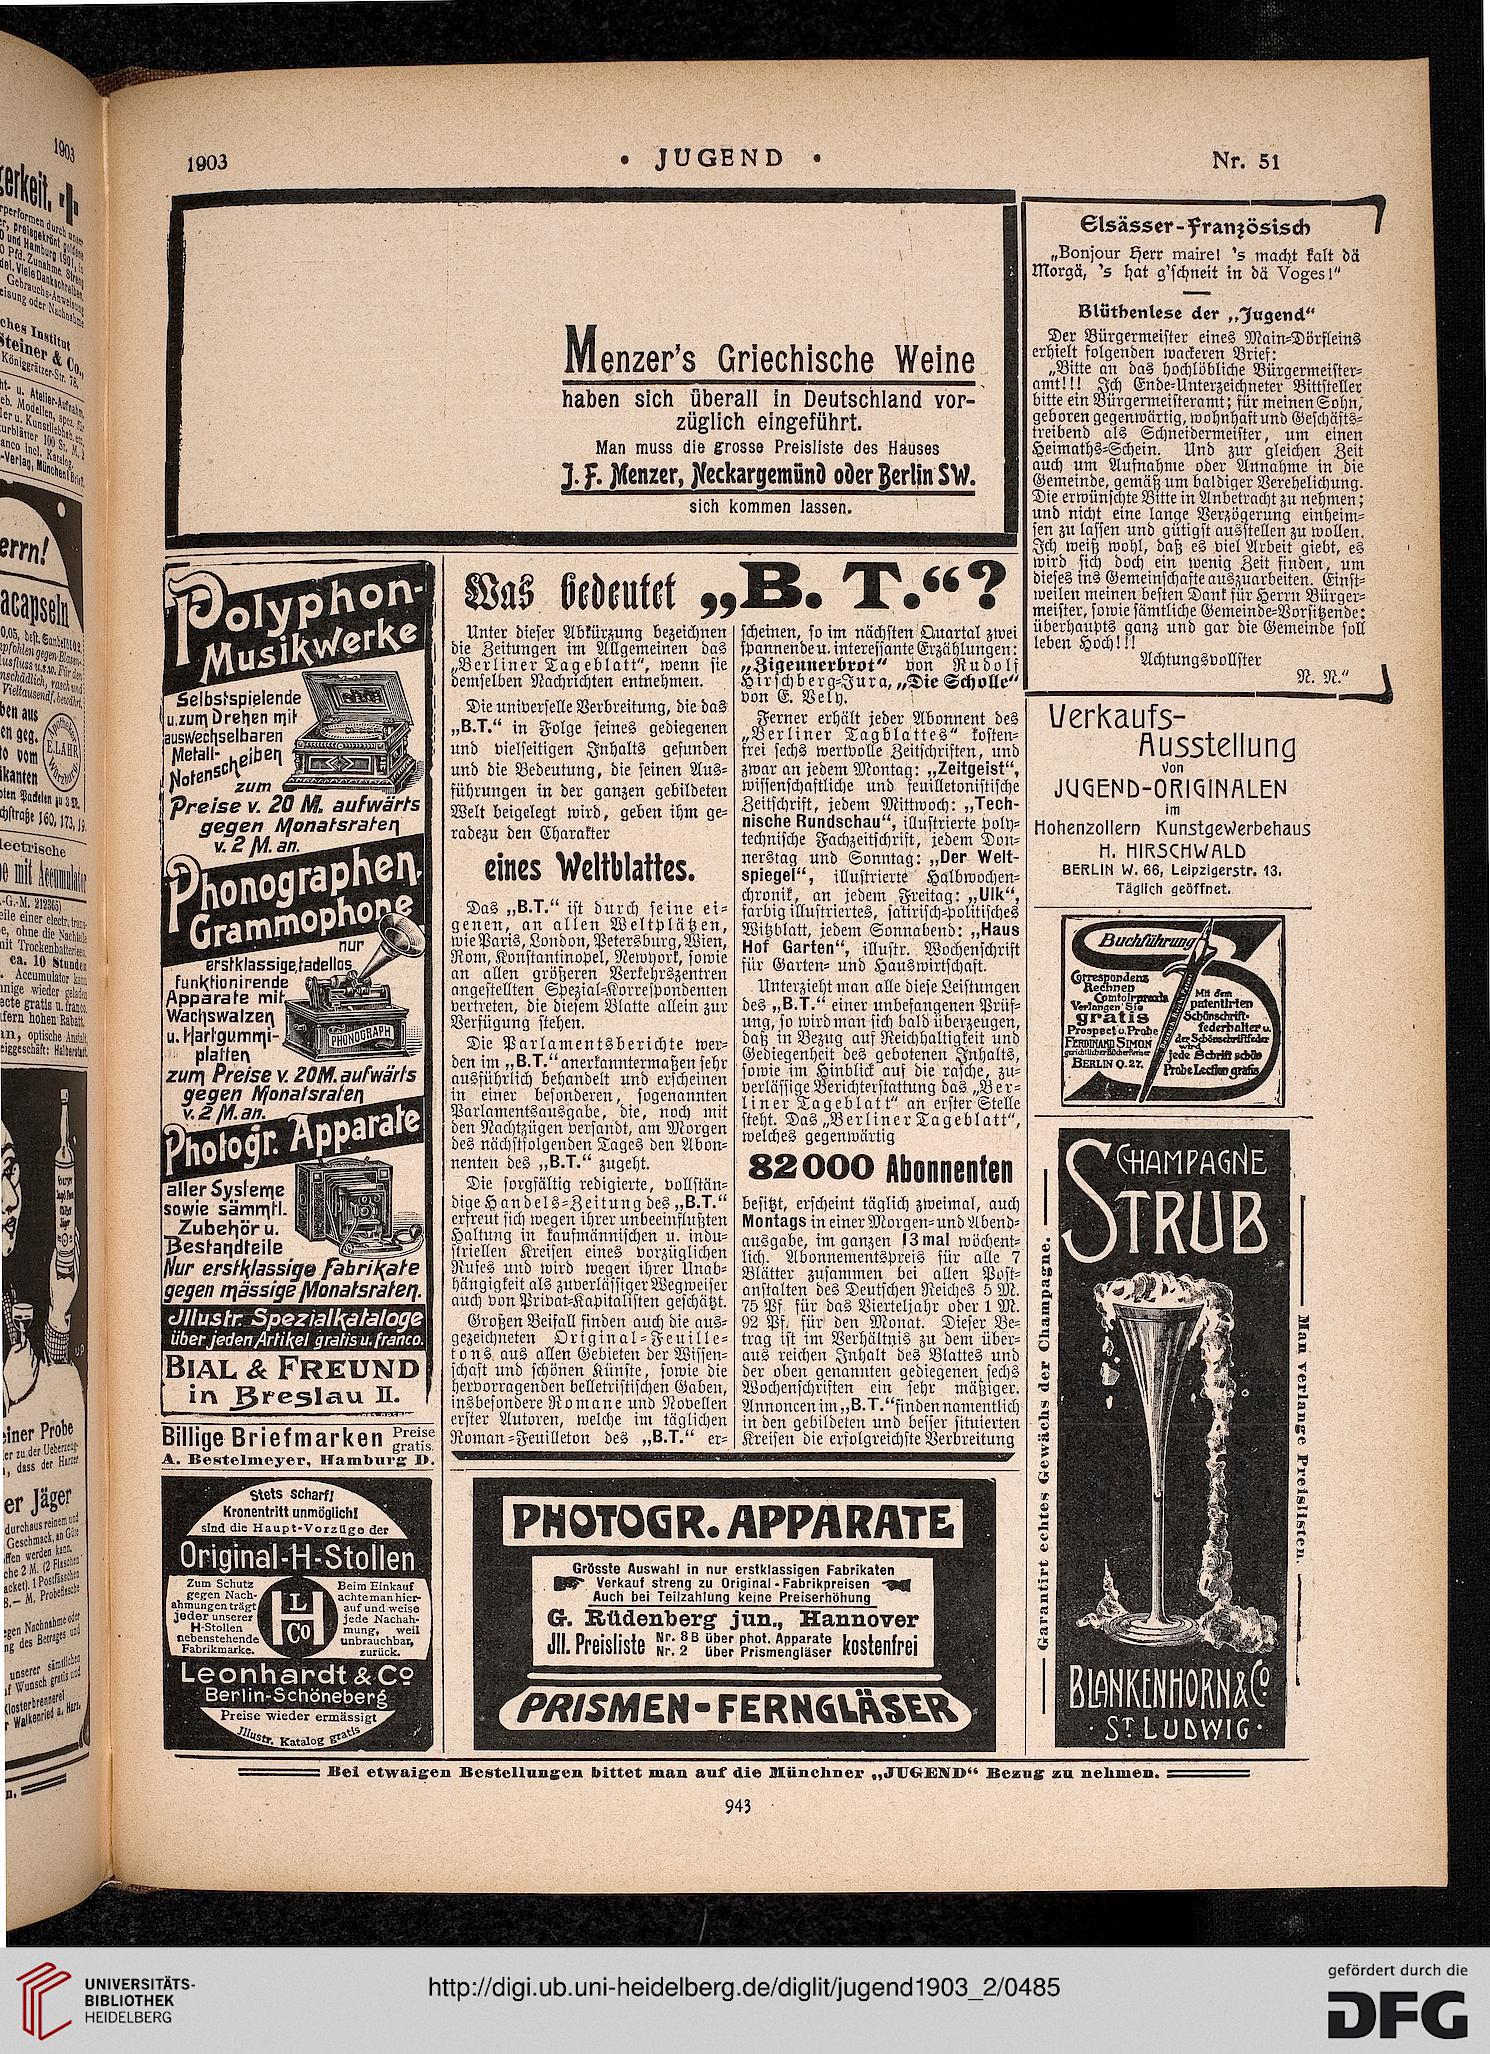 1903
• JUGEND •
Nr. 51
Menzer's Griechische Weine
haben sich überall in Deutschland vor-
züglich eingeführt.
Man muss die grosse Preisliste des Hauses
J. F. Menzer, Neckargemünd oder Berlin SW.
sich kommen lassen.
Elsässer-Französisch
„Bonjour Herr maire! 's macht kalt dä
Morgä, 's hat g'schneit in dä Voges!"
Blüthenlese der „Jugend"
Der Bürgermeister eines Main-Dörfleins
erhielt folgenden wackeren Brief:
„Bitte an das hochlöbliche Bürgermeister-
amt!!! Ich Ende-Unterzeichneter Bittsteller
bitte ein Bürgermeisteramt; für meinen Sohn,
geboren gegenwärtig, wohnhaft und Geschäfts-
treibend als Schneidermeister, um einen
Heimaths-Schein. Und zur gleichen Zeit
auch um Aufnahme oder Annahme in die
Gemeinde, gemäß um baldiger Verehelichung.
Die erwünschte Bitte in Anbetracht zu nehmen;
und nicht eine lange Verzögerung einheim-
sen zu lassen und gütigst ausstellen zu wollen.
Ich weiß wohl, daß es viel Arbeit giebt, es
wird sich doch ein wenig Zeit finden, um
dieses ins Gemeinschafte auszuarbeiten. Einst-
weilen meinen besten Dank für Herrn Bürger-
meister, sowie sämtliche Gemeinde-Vorsitzende;
überhaupts ganz und gar die Gemeinde soll
leben Hoch!!!
Achtungsvollster
N. N."
Polyphon-
Musikwerke
Selbstspielende
u. zum Drehen mit
auswechselbaren
Metall-
Notenscheiben
zum
Preise v. 20 M. aufwärts
gegen Monatsraten
v. 2 M. an.
Phonographen,
Grammophone
nur
erstklassige, tadellos
funktionirende
Apparate mit
Wachswalzen
u. Hartgummi-
platten
PHONOGRAPH
zum Preise v. 20 M. aufwärts
gegen Monatsraten
v. 2 M. an.
Photogr. Apparate
aller Systeme
sowie sämmtl.
Zubehör u.
Bestandteile
Nur erstklassige Fabrikate
gegen mässige Monatsraten.
Jllustr. Spezialkataloge
über jeden Artikel gratis u. franco.
BIAL & FREUND
in Breslau II.
Billige Briefmarken Preise gratis.
A. Bestelmeyer, Hamburg D.
Stets scharf!
Kronentritt unmöglich!
sind die Haupt-Vorzüge der
Original-H-Stollen
Zum Schutz
gegen Nach-
ahmungen trägt
jeder unserer
H-Stollen
nebenstehende
Fabrikmarke.
L
H
Co
Beim Einkauf
achte man hier-
auf und weise
jede Nachah-
mung, weil
unbrauchbar,
zurück.
Leonhardt & Co
Berlin-Schöneberg
Preise wieder ermässigt
Jllustr. Katalog gratis
Was bedeutet „B. T."?
Unter dieser Abkürzung bezeichnen
die Zeitungen im Allgemeinen das
„Berliner Tageblatt", wenn sie
demselben Nachrichten entnehmen.
Die universelle Verbreitung, die das
„B.T." in Folge seines gediegenen
und vielseitigen Inhalts gefunden
und die Bedeutung, die seinen Aus-
führungen in der ganzen gebildeten
Welt beigelegt wird, geben ihm ge-
radezu den Charakter
eines Weltblattes.
Das „B.T." ist durch seine ei-
genen, an allen Weltplätzen,
wie Paris, London, Petersburg, Wien,
Rom, Konstantinopel, Newyork, sowie
an allen größeren Verkehrszentren
angestellten Spezial-Korrespondenten
vertreten, die diesem Blatte allein zur
Verfügung stehen.
Die Parlamentsberichte wer-
den im „B.T." anerkanntermaßen sehr
ausführlich behandelt und erscheinen
in einer besonderen, sogenannten
Parlamentsausgabe, die, noch mit
den Nachtzügen versandt, am Morgen
des nächstfolgenden Tages den Abon-
nenten des „B.T." zugeht.
Die sorgfältig redigierte, vollstän-
dige Handels-Zeitung des „B.T."
erfreut sich wegen ihrer unbeeinflußten
Haltung in kaufmännischen u. indu-
striellen Kreisen eines vorzüglichen
Rufes und wird wegen ihrer Unab-
hängigkeit als zuverlässiger Wegweiser
auch von Privat-Kapitalisten geschätzt.
Großen Beifall finden auch die aus-
gezeichneten Original-Feuille-
tons aus allen Gebieten der Wissen-
schaft und schönen Künste, sowie die
hervorragenden belletristischen Gaben,
insbesondere Romane und Novellen
erster Autoren, welche im täglichen
Roman-Feuilleton des „B.T." er-
scheinen, so im nächsten Quartal zwei
spannende u. interessante Erzählungen:
„Zigeunerbrot" von Rudolf
Hirschberg-Jura, „Die Scholle"
von E. Vely.
Ferner erhält jeder Abonnent des
„Berliner Tagblattes" kosten-
frei sechs wertvolle Zeitschriften, und
zwar an jedem Montag: „Zeitgeist",
wissenschaftliche und feuilletonistische
Zeitschrift, jedem Mittwoch: „Tech-
nische Rundschau", illustrierte poly-
technische Fachzeitschrift, jedem Don-
nerstag und Sonntag: „Der Welt-
spiegel", illustrierte Halbwochen-
chronik, an jedem Freitag: „Ulk",
farbig illustriertes, satirisch-politisches
Witzblatt, jedem Sonnabend: „Haus
Hof Garten", illustr. Wochenschrift
für Garten- und Hauswirtschaft.
Unterzieht man alle diese Leistungen
des „B.T." einer unbefangenen Prüf-
ung, so wird man sich bald überzeugen,
daß in Bezug auf Reichhaltigkeit und
Gediegenheit des gebotenen Inhalts,
sowie im Hinblick auf die rasche, zu-
verlässige Berichterstattung das „Ber-
liner Tageblatt" an erster Stelle
steht. Das „Berliner Tageblatt",
welches gegenwärtig
82000 Abonnenten
besitzt, erscheint täglich zweimal, auch
Montags in einer Morgen- und Abend-
ausgabe, im ganzen 13 mal wöchent-
lich. Abonnementspreis für alle 7
Blätter zusammen bei allen Post-
anstalten des Deutschen Reiches 5 M.
75 Pf. für das Vierteljahr oder 1 M.
92 Pf. für den Monat. Dieser Be-
trag ist im Verhältnis zu dem über-
aus reichen Inhalt des Blattes und
der oben genannten gediegenen sechs
Wochenschriften ein sehr mäßiger.
Annoncen im „B.T." finden namentlich
in den gebildeten und besser situierten
Kreisen die erfolgreichste Verbreitung
PHOTOGR. APPARATE
Grösste Auswahl in nur erstklassigen Fabrikaten
Verkauf streng zu Original-Fabrikpreisen
Auch bei Teilzahlung keine Preiserhöhung
G. Rüdenberg jun., Hannover
Jll. Preisliste Nr. 8 B über phot. Apparate kostenfrei
Nr. 2 über Prismengläser
PRISMEN-FERNGLÄSER
Verkaufs-
Ausstellung
von
JUGEND-ORIGINALEN
im
Hohenzollern Kunstgewerbehaus
H. HIRSCHWALD
BERLIN W. 66, Leipzigerstr. 13.
Täglich geöffnet.
Buchführung
Correspondenz
Rechnen
Comtoirpraxis
Verlangen Sie
gratis
Prospect u. Probe
FERDINAND SIMON
BERLIN O. 27.
Mit dem
patentirten
Schönschrift-
federhalter u.
der Schönschriftfeder
wird
jede Schrift schön
Probe Lection gratis
CHAMPAGNE
STRUB
BLANKENHORN & Co
· ST. LUDWIG ·
Garantirt echtes Gewächs der Champagne.
Man verlange Preislisten.
Bei etwaigen Bestellungen bittet man auf die Münchner „JUGEND" Bezug zu nehmen.
943
UNIVERSITÄTS-
BIBLIOTHEK
HEIDELBERG
http://digi.ub.uni-heidelberg.de/diglit/jugend1903_2/0485
gefördert durch die
DFG